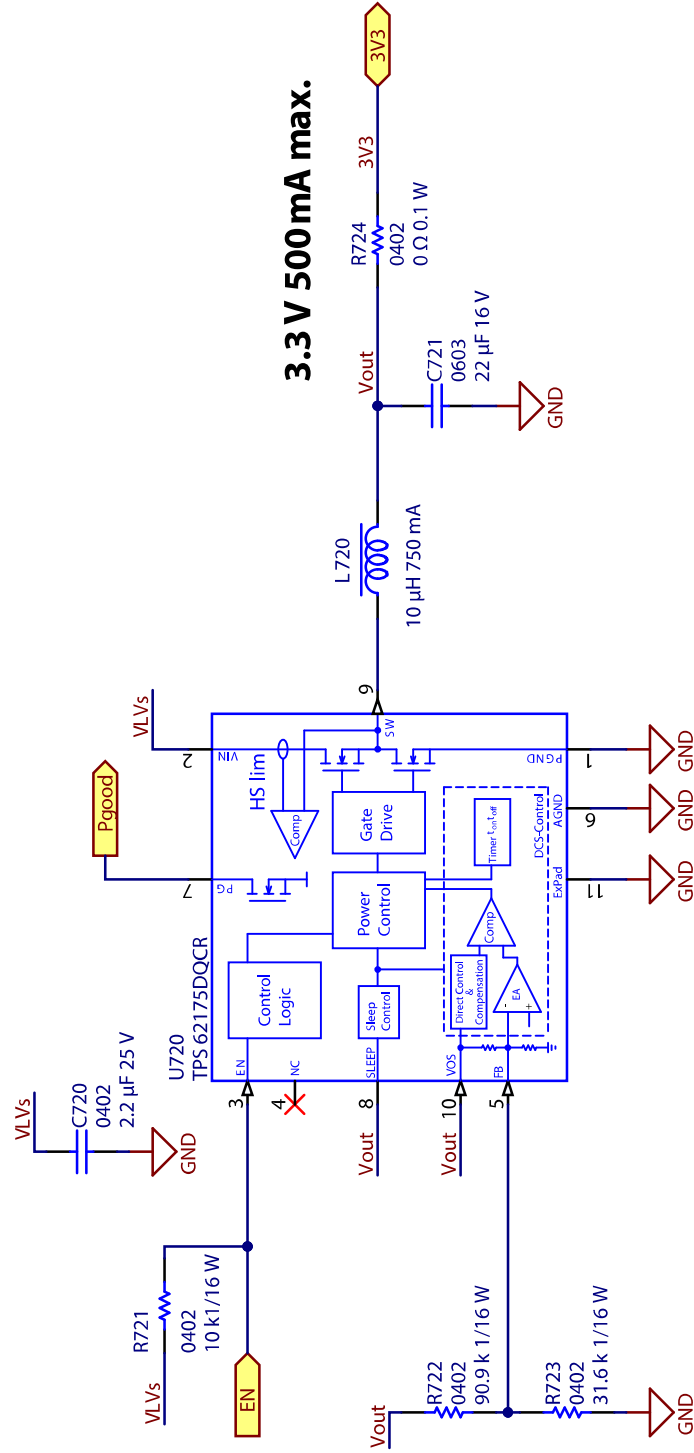 3.3 V 500 mA max.
VLVs
C720
0402
2.2 µF 25 V
GND
R721
0402
10 k1/16 W
VLVs
EN
U720
TPS 62175DQCR
Pgood
VLVs
3
EN
4
NC
8
SLEEP
Vout
10
VOS
Vout
5
FB
7
PG
2
VIN
9
SW
1
PGND
6
AGND
11
ExPad
Control
Logic
HS lim
Comp
Gate
Drive
Power
Control
Sleep
Control
Timer tₒₙtₒff
DCS-Control
Direct Control
&
Compensation
Comp
EA
-
+
GND
GND
GND
L720
10 µH 750 mA
Vout
C721
0603
22 µF 16 V
GND
R724
0402
0 Ω 0.1 W
3V3
3V3
Vout
R722
0402
90.9 k 1/16 W
R723
0402
31.6 k 1/16 W
GND